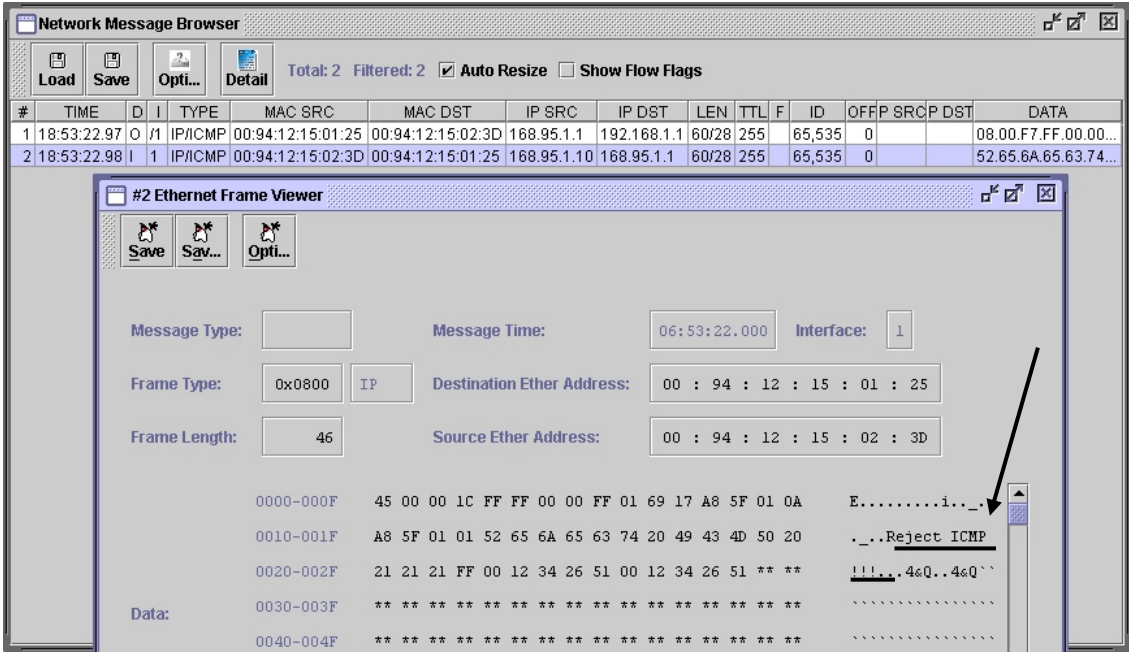 Network Message Browser
Load Save Opti... Detail Total: 2 Filtered: 2 Auto Resize Show Flow Flags
# TIME D I TYPE MAC SRC MAC DST IP SRC IP DST LEN TTL F ID OFF P SRC P DST DATA
1 18:53:22.97 O /1 IP/ICMP 00:94:12:15:01:25 00:94:12:15:02:3D 168.95.1.1 192.168.1.1 60/28 255 65,535 0 08.00.F7.FF.00.00...
2 18:53:22.98 I 1 IP/ICMP 00:94:12:15:02:3D 00:94:12:15:01:25 168.95.1.10 168.95.1.1 60/28 255 65,535 0 52.65.6A.65.63.74...
#2 Ethernet Frame Viewer
Save Sav... Opti...
Message Type: Message Time: 06:53:22.000 Interface: 1
Frame Type: 0x0800 IP Destination Ether Address: 00 : 94 : 12 : 15 : 01 : 25
Frame Length: 46 Source Ether Address: 00 : 94 : 12 : 15 : 02 : 3D
0000-000F 45 00 00 1C FF FF 00 00 FF 01 69 17 A8 5F 01 0A E.........i.._..
0010-001F A8 5F 01 01 52 65 6A 65 63 74 20 49 43 4D 50 20 ._..Reject ICMP
0020-002F 21 21 21 FF 00 12 34 26 51 00 12 34 26 51 ** ** !!!...4&Q..4&Q``
Data: 0030-003F ** ** ** ** ** ** ** ** ** ** ** ** ** ** ** ** ````````````````
0040-004F ** ** ** ** ** ** ** ** ** ** ** ** ** ** ** ** ````````````````